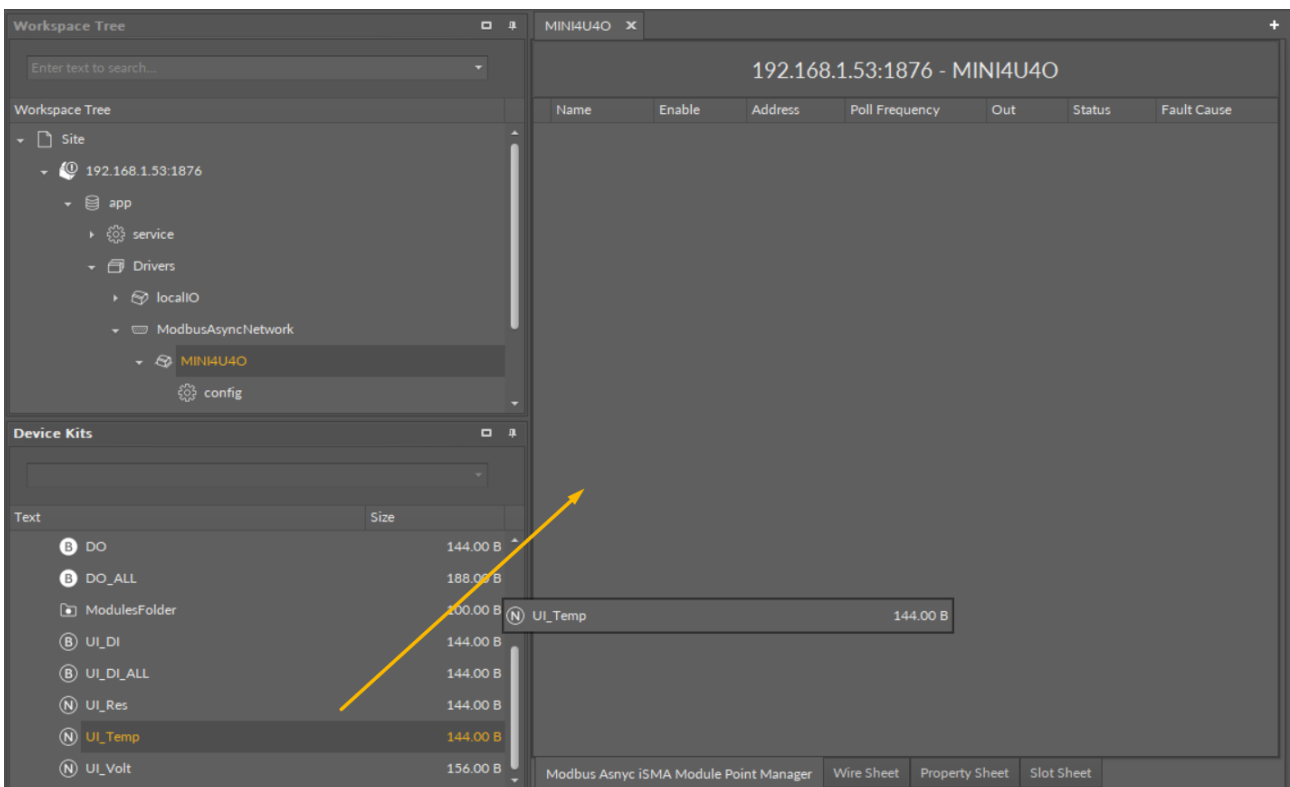 Workspace Tree
Enter text to search...
Workspace Tree
Site
192.168.1.53:1876
app
service
Drivers
localIO
ModbusAsyncNetwork
MINI4U4O
config
Device Kits
Text Size
B DO 144.00 B
B DO_ALL 188.00 B
ModulesFolder 100.00 B
B UI_DI 144.00 B
B UI_DI_ALL 144.00 B
N UI_Res 144.00 B
N UI_Temp 144.00 B
N UI_Volt 156.00 B
MINI4U4O
192.168.1.53:1876 - MINI4U4O
Name Enable Address Poll Frequency Out Status Fault Cause
N UI_Temp 144.00 B
Modbus Asnyc iSMA Module Point Manager Wire Sheet Property Sheet Slot Sheet